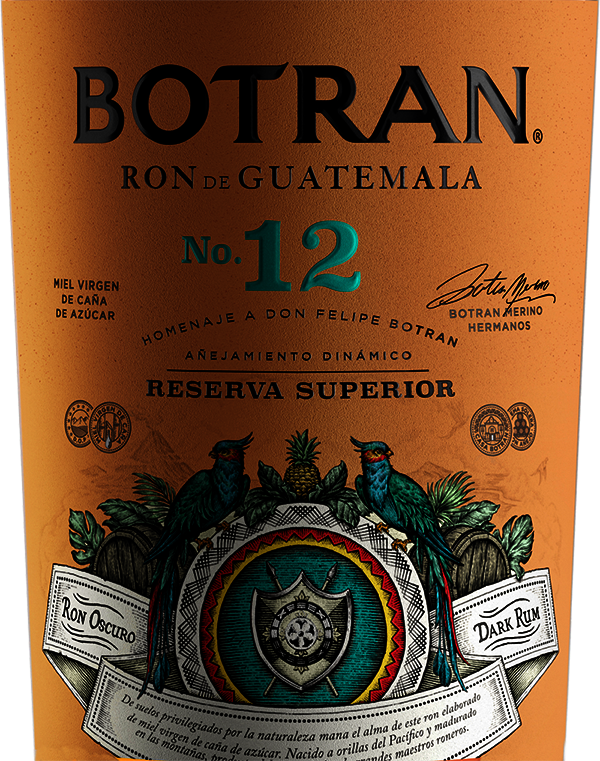 BOTRAN®
RON DE GUATEMALA
No. 12
MIEL VIRGEN
DE CAÑA
DE AZÚCAR
Botran Merino
BOTRAN MERINO
HERMANOS
HOMENAJE A DON FELIPE BOTRAN
AÑEJAMIENTO DINÁMICO
RESERVA SUPERIOR
RON OSCURO
DARK RUM
De suelos privilegiados por la naturaleza mana el alma de este ron elaborado
de miel virgen de caña de azúcar. Nacido a orillas del Pacífico y madurado
en las montañas, grandes maestros roneros.